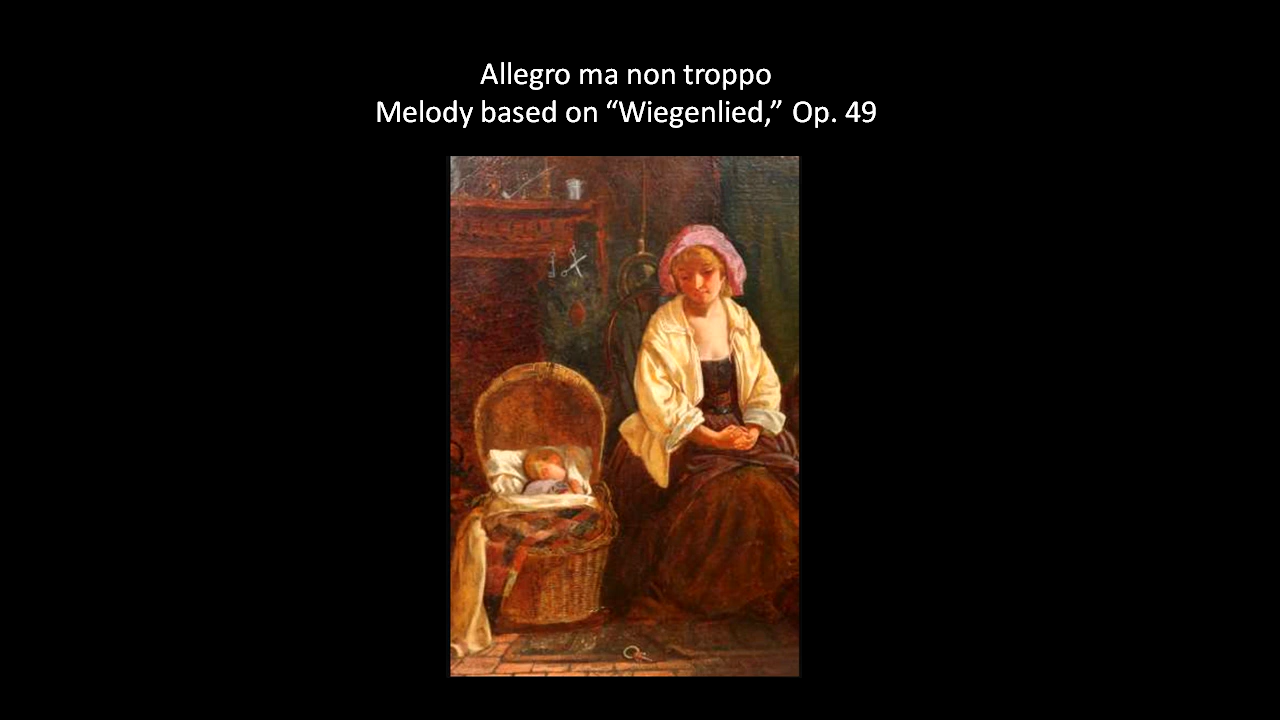 Allegro ma non troppo
Melody based on “Wiegenlied,” Op. 49